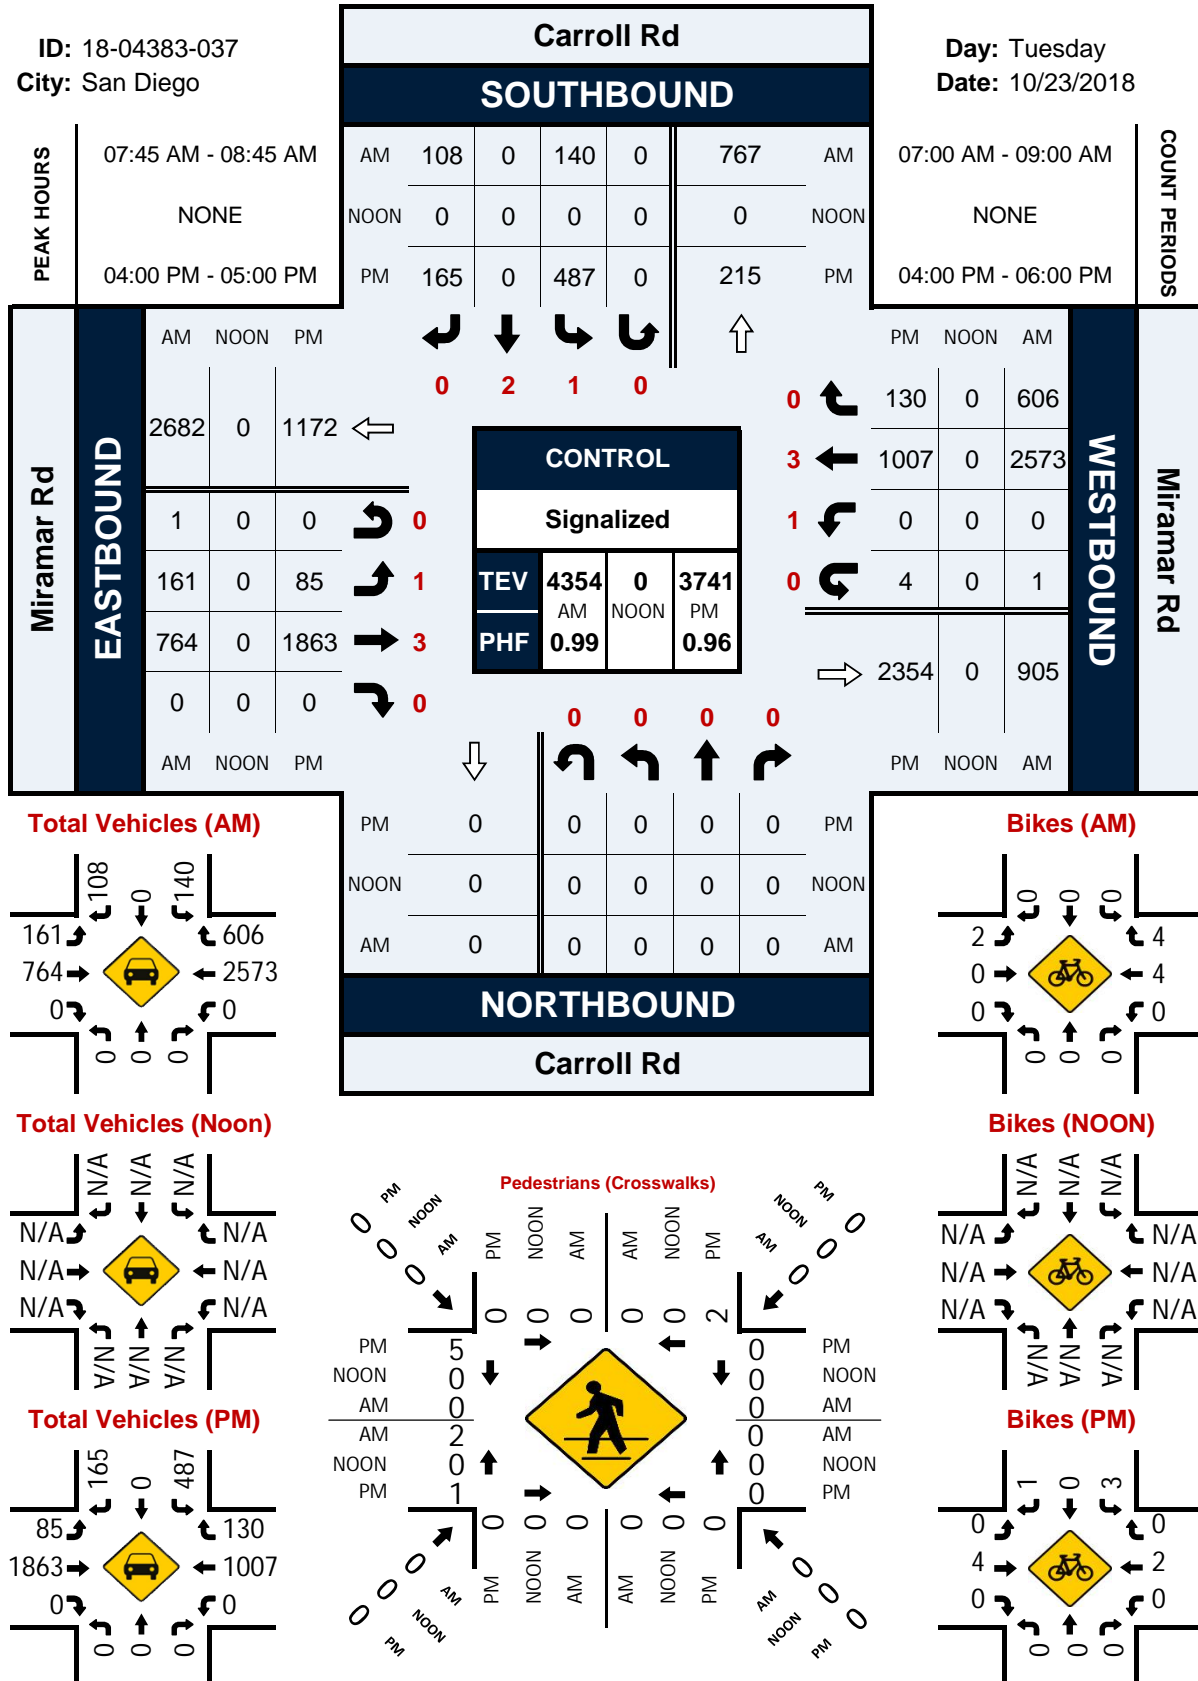 Carroll Rd
ID: 18-04383-037
Day: Tuesday
City: San Diego
Date: 10/23/2018
SOUTHBOUND
PEAK HOURS
07:45 AM - 08:45 AM
NONE
04:00 PM - 05:00 PM
AM 108 0 140 0 767 AM
NOON 0 0 0 0 0 NOON
PM 165 0 487 0 215 PM
07:00 AM - 09:00 AM
NONE
04:00 PM - 06:00 PM
COUNT PERIODS
0 2 1 0
Miramar Rd
EASTBOUND
AM NOON PM
2682 0 1172
1 0 0 0
161 0 85 1
764 0 1863 3
0 0 0 0
AM NOON PM
CONTROL
Signalized
TEV 4354 0 3741
AM NOON PM
PHF 0.99 0.96
PM NOON AM
0 130 0 606
3 1007 0 2573
1 0 0 0
0 4 0 1
2354 0 905
PM NOON AM
WESTBOUND
Miramar Rd
0 0 0 0
PM 0 0 0 0 0 PM
NOON 0 0 0 0 0 NOON
AM 0 0 0 0 0 AM
NORTHBOUND
Carroll Rd
Total Vehicles (AM)
108 0 140
161 606
764 2573
0 0
0 0 0
Bikes (AM)
0 0 0
2 4
0 4
0 0
0 0 0
Total Vehicles (Noon)
N/A N/A N/A
N/A N/A
N/A N/A
N/A N/A
N/A N/A N/A
Bikes (NOON)
N/A N/A N/A
N/A N/A
N/A N/A
N/A N/A
N/A N/A N/A
Total Vehicles (PM)
165 0 487
85 130
1863 1007
0 0
0 0 0
Bikes (PM)
1 0 3
0 0
4 2
0 0
0 0 0
Pedestrians (Crosswalks)
0 PM
0 NOON
0 AM
PM 0
NOON 0
AM 0
PM NOON AM AM NOON PM
0 0 0 0 0 2
PM 5 0 PM
NOON 0 0 NOON
AM 0 0 AM
AM 2 0 AM
NOON 0 0 NOON
PM 1 0 PM
0 0 0 0 0 0
PM NOON AM AM NOON PM
0 AM
0 NOON
0 PM
AM 0
NOON 0
PM 0